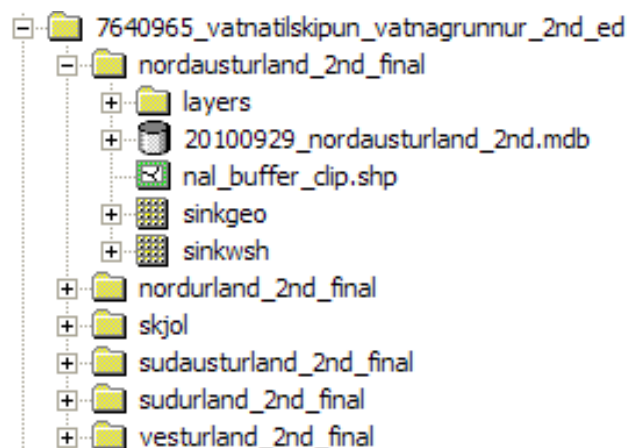 7640965_vatnatilskipun_vatnagrunnur_2nd_ed
nordausturland_2nd_final
layers
20100929_nordausturland_2nd.mdb
nal_buffer_clip.shp
sinkgeo
sinkwsh
nordurland_2nd_final
skjol
sudausturland_2nd_final
sudurland_2nd_final
vesturland_2nd_final